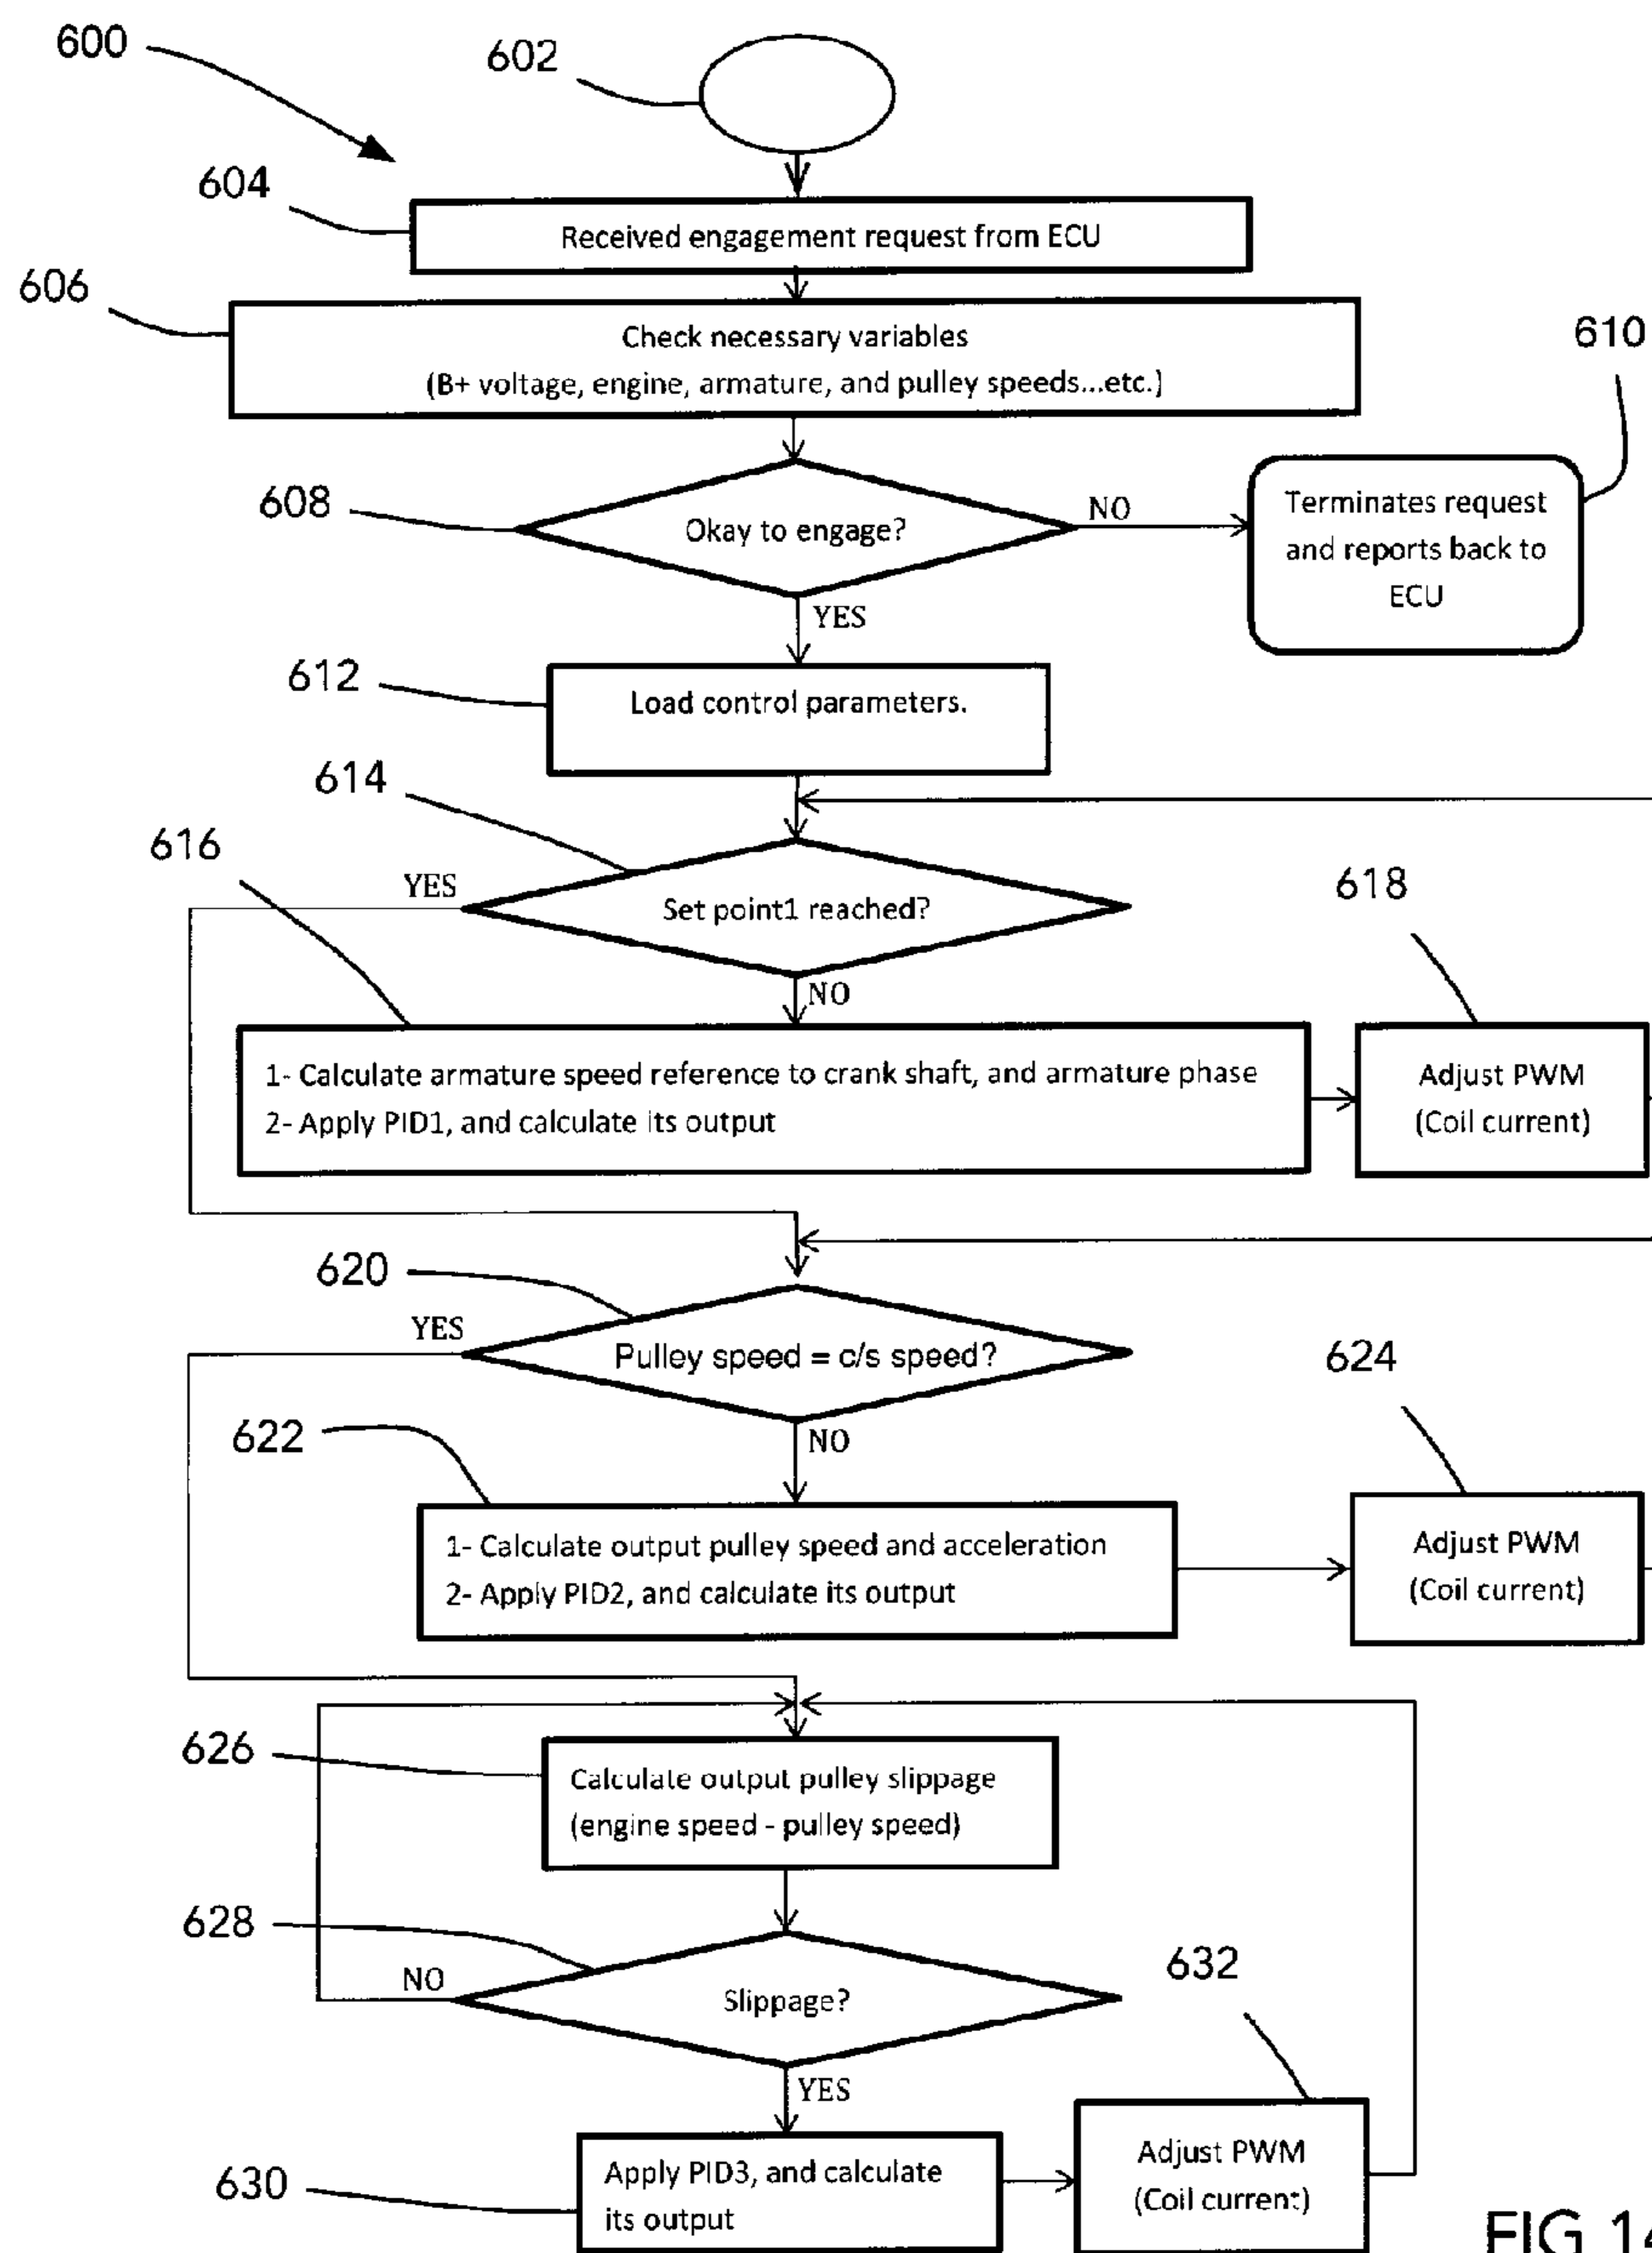 600
602
604
Received engagement request from ECU
606
Check necessary variables
(B+ voltage, engine, armature, and pulley speeds...etc.)
610
608
Okay to engage?
NO
Terminates request
and reports back to
ECU
YES
612
Load control parameters.
614
616
YES
Set point1 reached?
618
NO
1- Calculate armature speed reference to crank shaft, and armature phase
2- Apply PID1, and calculate its output
Adjust PWM
(Coil current)
620
YES
Pulley speed = c/s speed?
624
622
NO
1- Calculate output pulley speed and acceleration
2- Apply PID2, and calculate its output
Adjust PWM
(Coil current)
626
Calculate output pulley slippage
(engine speed - pulley speed)
628
NO
Slippage?
632
YES
630
Apply PID3, and calculate
its output
Adjust PWM
(Coil current)
FIG